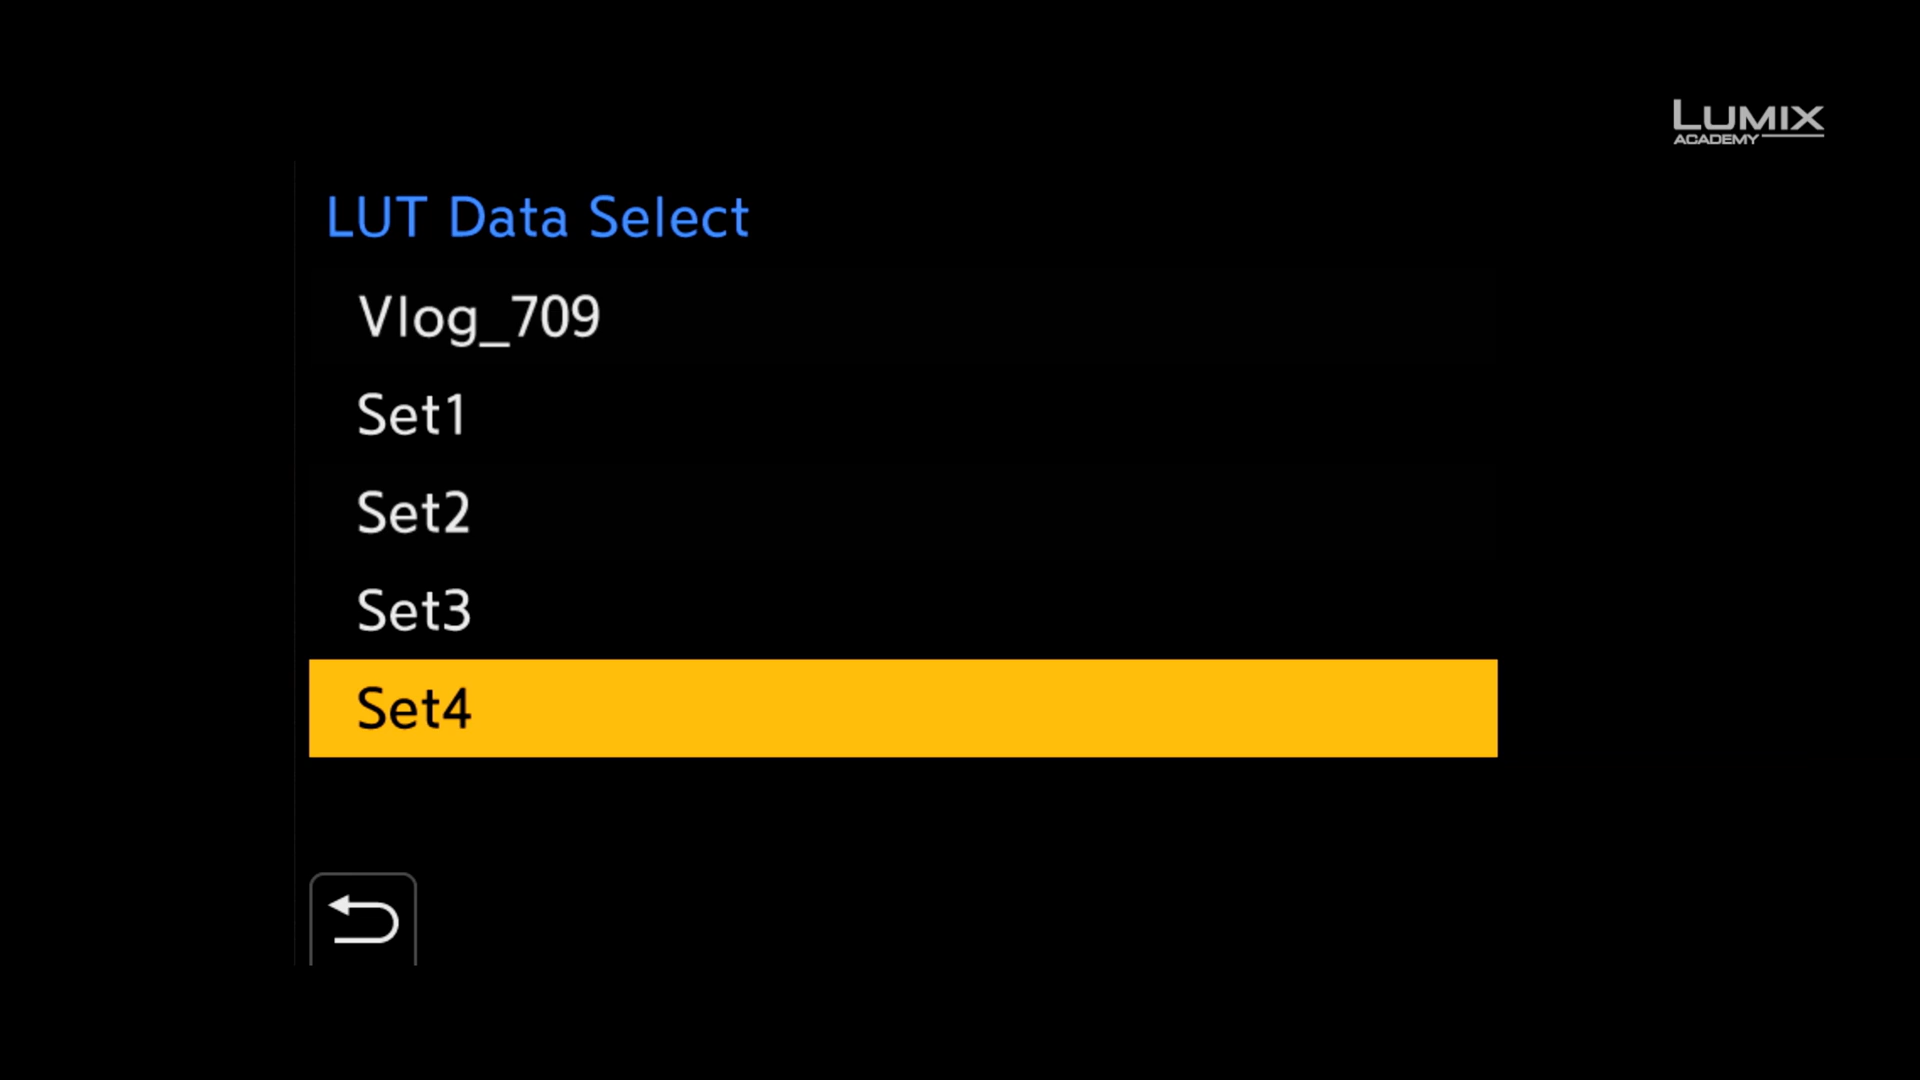 LUMIX
ACADEMY
LUT Data Select
Vlog_709
Set1
Set2
Set3
Set4